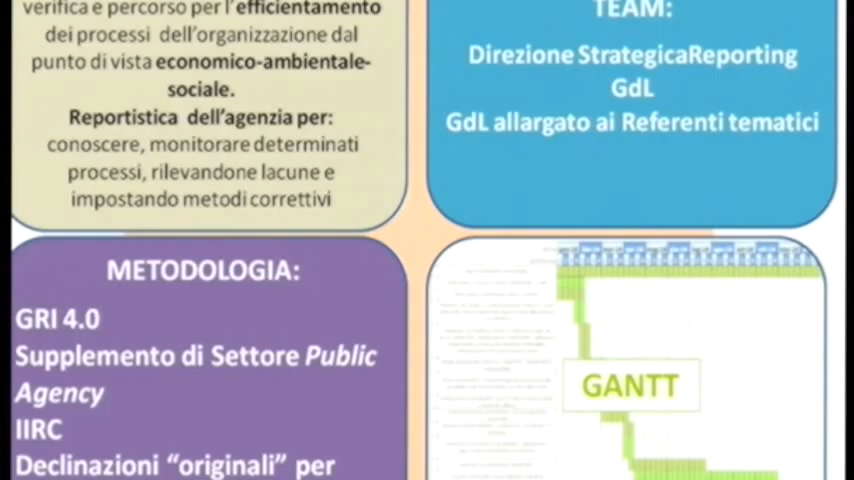 verifica e percorso per l'efficientamento
dei processi dell'organizzazione dal
punto di vista economico-ambientale-
sociale.
Reportistica dell'agenzia per:
conoscere, monitorare determinati
processi, rilevandone lacune e
impostando metodi correttivi
TEAM:
Direzione StrategicaReporting
GdL
GdL allargato ai Referenti tematici
METODOLOGIA:
GRI 4.0
Supplemento di Settore Public
Agency
IIRC
Declinazioni "originali" per
GANTT